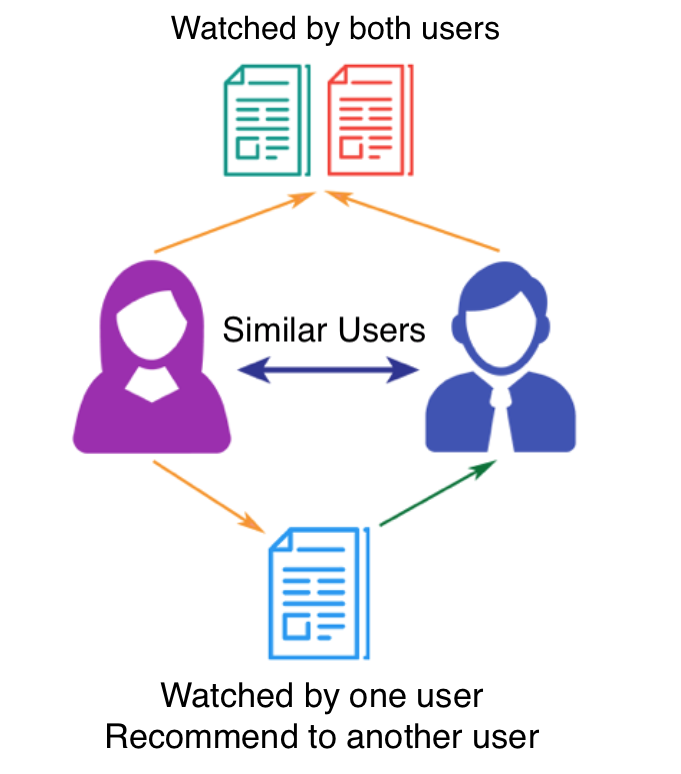 Watched by both users
Similar Users
Watched by one user
Recommend to another user